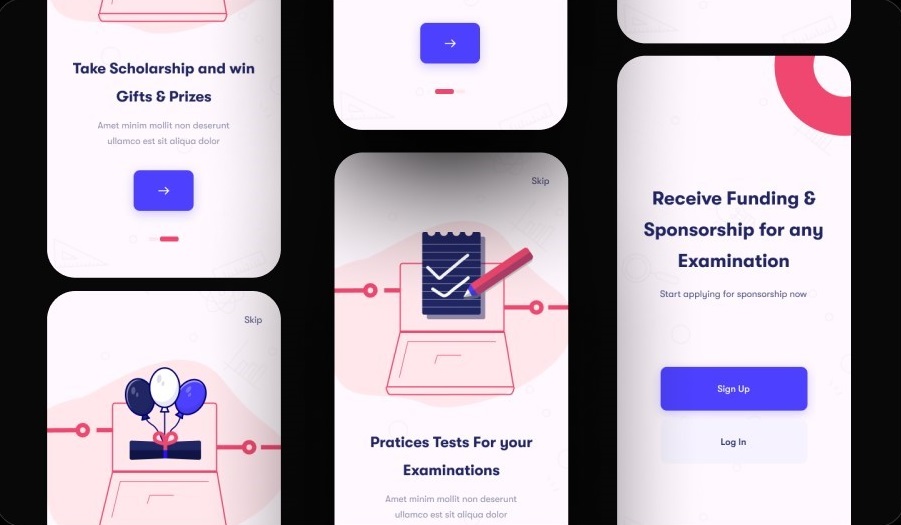 Take Scholarship and win
Gifts & Prizes
Amet minim mollit non deserunt
ullamco est sit aliqua dolor
Skip
Skip
Pratices Tests For your
Examinations
Amet minim mollit non deserunt
ullamco est sit aliqua dolor
Receive Funding &
Sponsorship for any
Examination
Start applying for sponsorship now
Sign Up
Log In